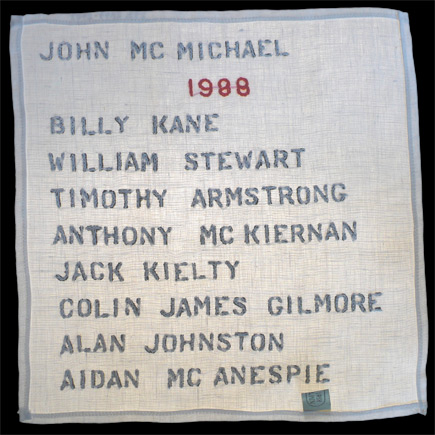 JOHN MC MICHAEL
1988
BILLY KANE
WILLIAM STEWART
TIMOTHY ARMSTRONG
ANTHONY MC KIERNAN
JACK KIELTY
COLIN JAMES GILMORE
ALAN JOHNSTON
AIDAN MC ANESPIE